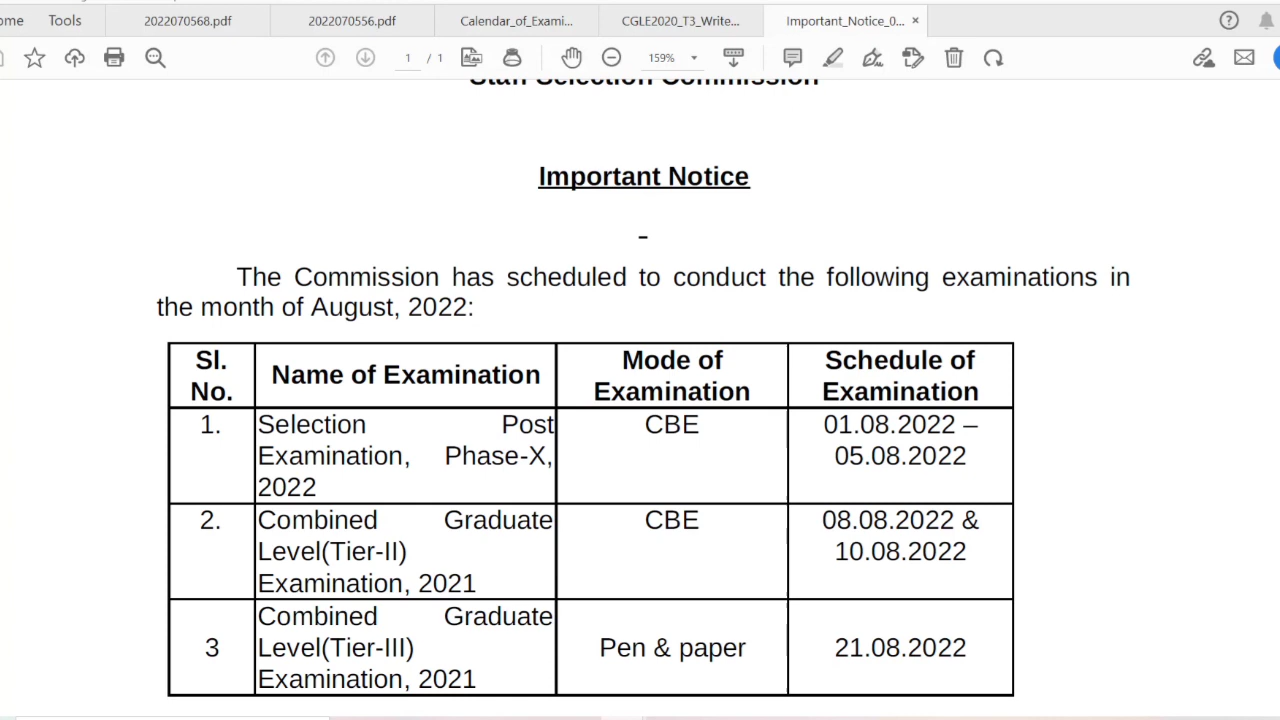 ome Tools 2022070568.pdf 2022070556.pdf Calendar_of_Exami... CGLE2020_T3_Write... Important_Notice_0... ×
1 / 1 159%
Staff Selection Commission
Important Notice
-
The Commission has scheduled to conduct the following examinations in
the month of August, 2022:
Sl. No. Name of Examination Mode of Examination Schedule of Examination
1. Selection Post Examination, Phase-X, 2022 CBE 01.08.2022 – 05.08.2022
2. Combined Graduate Level(Tier-II) Examination, 2021 CBE 08.08.2022 & 10.08.2022
3 Combined Graduate Level(Tier-III) Examination, 2021 Pen & paper 21.08.2022